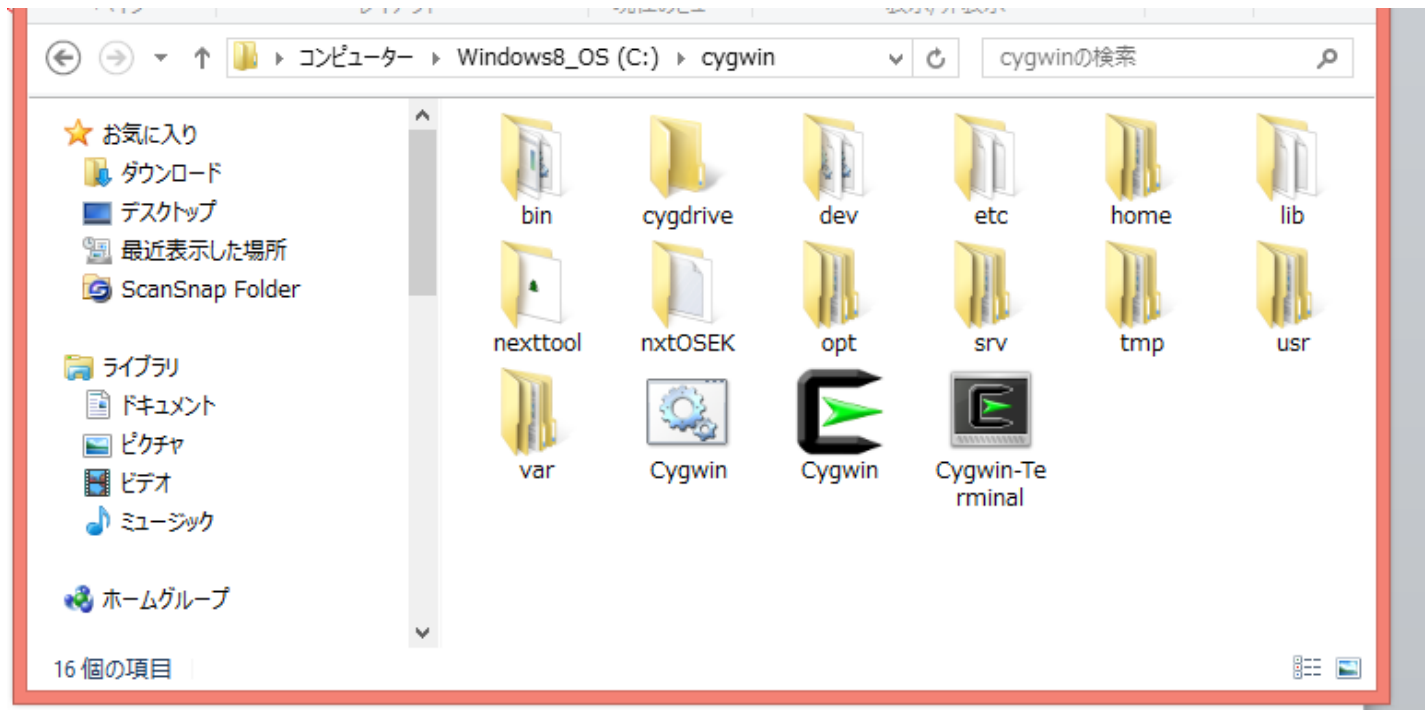 コンピューター Windows8_OS (C:) cygwin
cygwinの検索
お気に入り
ダウンロード
デスクトップ
最近表示した場所
ScanSnap Folder
ライブラリ
ドキュメント
ピクチャ
ビデオ
ミュージック
ホームグループ
bin cygdrive dev etc home lib
nexttool nxtOSEK opt srv tmp usr
var Cygwin Cygwin Cygwin-Te
rminal
16 個の項目